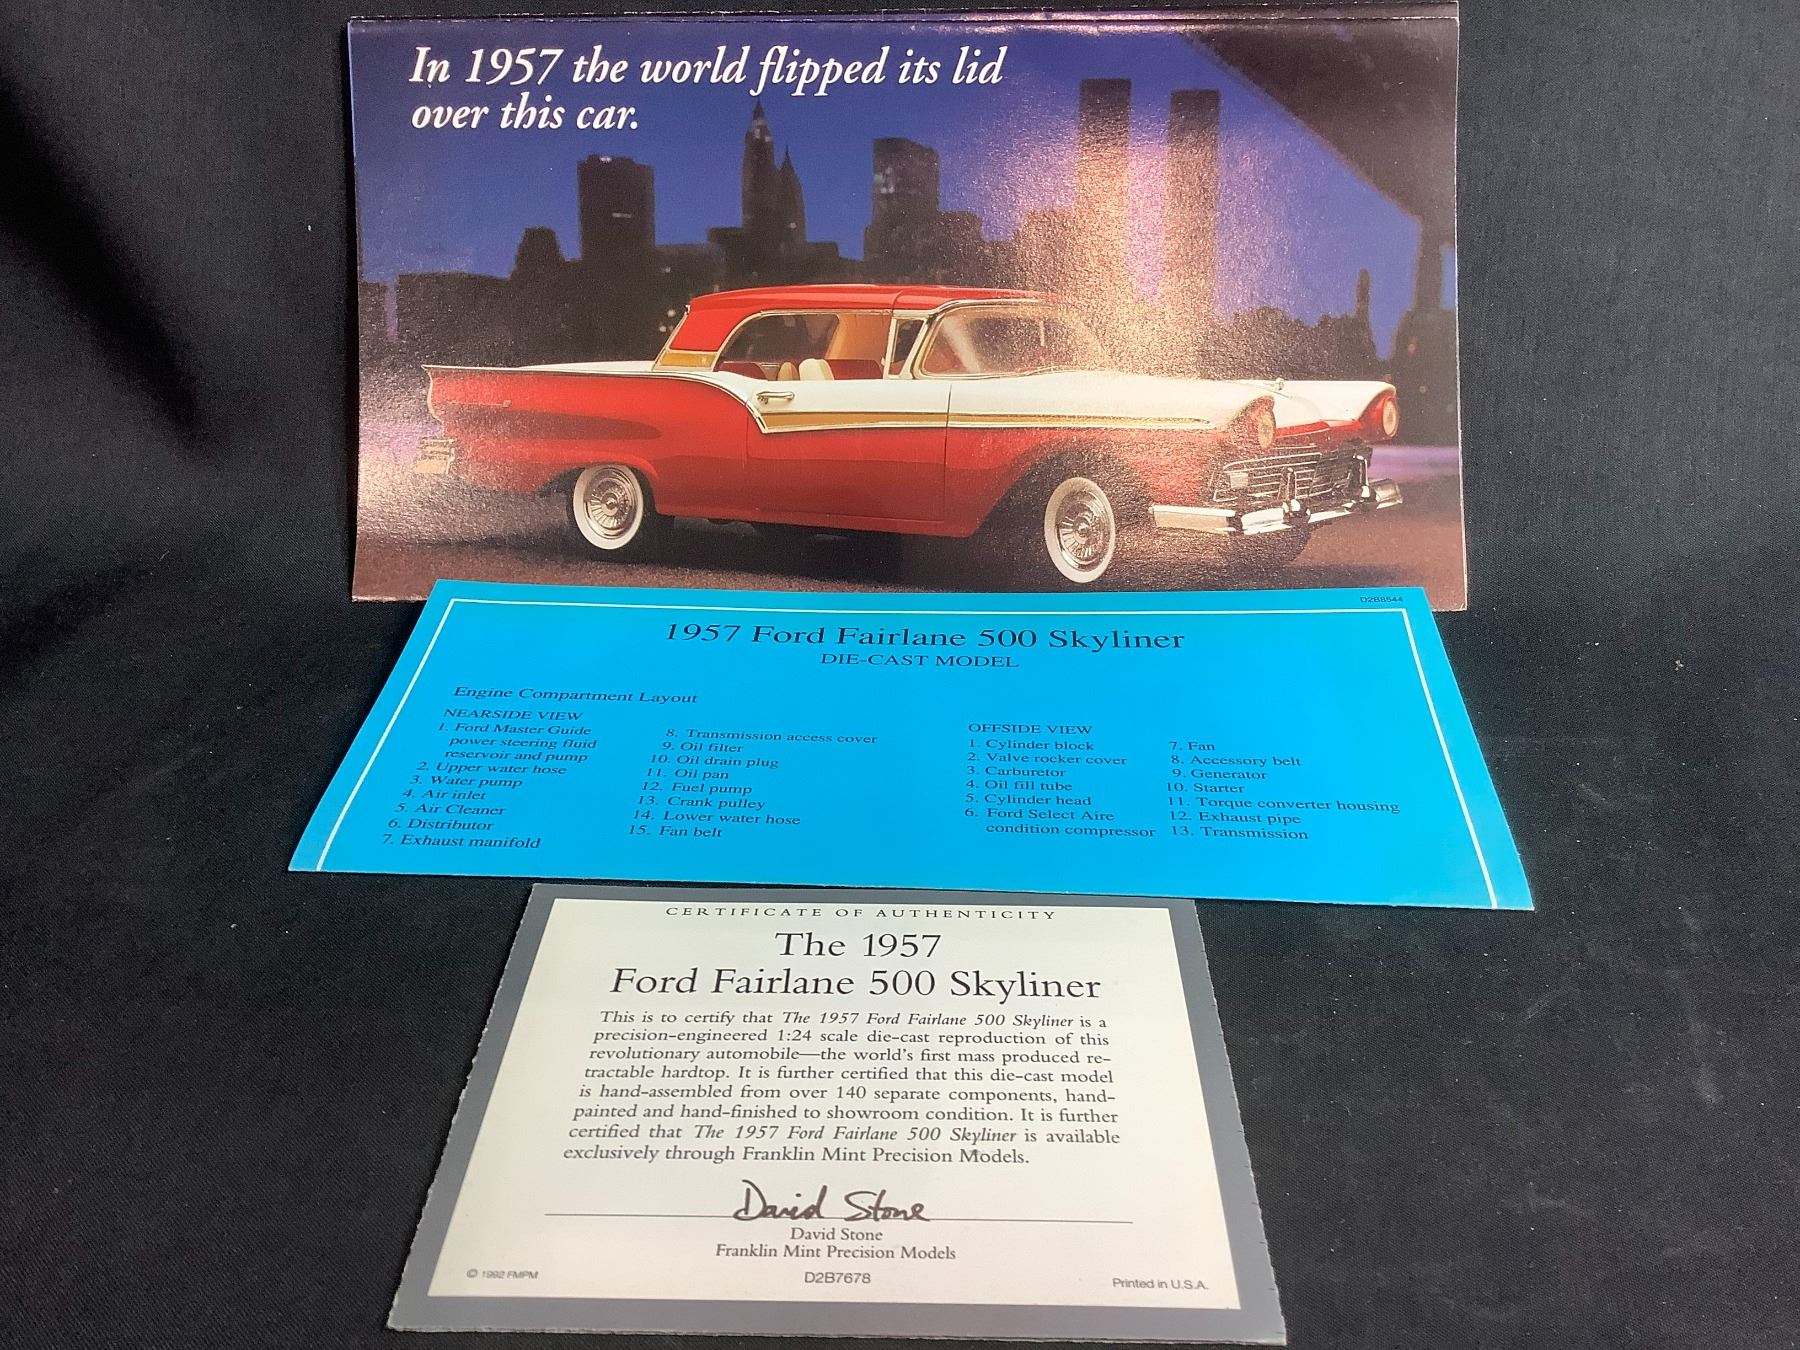 In 1957 the world flipped its lid
over this car.
D2B8544
1957 Ford Fairlane 500 Skyliner
DIE-CAST MODEL
Engine Compartment Layout
NEARSIDE VIEW
1. Ford Master Guide
power steering fluid
reservoir and pump
2. Upper water hose
3. Water pump
4. Air inlet
5. Air Cleaner
6. Distributor
7. Exhaust manifold
8. Transmission access cover
9. Oil filter
10. Oil drain plug
11. Oil pan
12. Fuel pump
13. Crank pulley
14. Lower water hose
15. Fan belt
OFFSIDE VIEW
1. Cylinder block
2. Valve rocker cover
3. Carburetor
4. Oil fill tube
5. Cylinder head
6. Ford Select Aire
condition compressor
7. Fan
8. Accessory belt
9. Generator
10. Starter
11. Torque converter housing
12. Exhaust pipe
13. Transmission
CERTIFICATE OF AUTHENTICITY
The 1957
Ford Fairlane 500 Skyliner
This is to certify that The 1957 Ford Fairlane 500 Skyliner is a
precision-engineered 1:24 scale die-cast reproduction of this
revolutionary automobile—the world's first mass produced re-
tractable hardtop. It is further certified that this die-cast model
is hand-assembled from over 140 separate components, hand-
painted and hand-finished to showroom condition. It is further
certified that The 1957 Ford Fairlane 500 Skyliner is available
exclusively through Franklin Mint Precision Models.
David Stone
David Stone
Franklin Mint Precision Models
© 1992 FMPM
D2B7678
Printed in U.S.A.